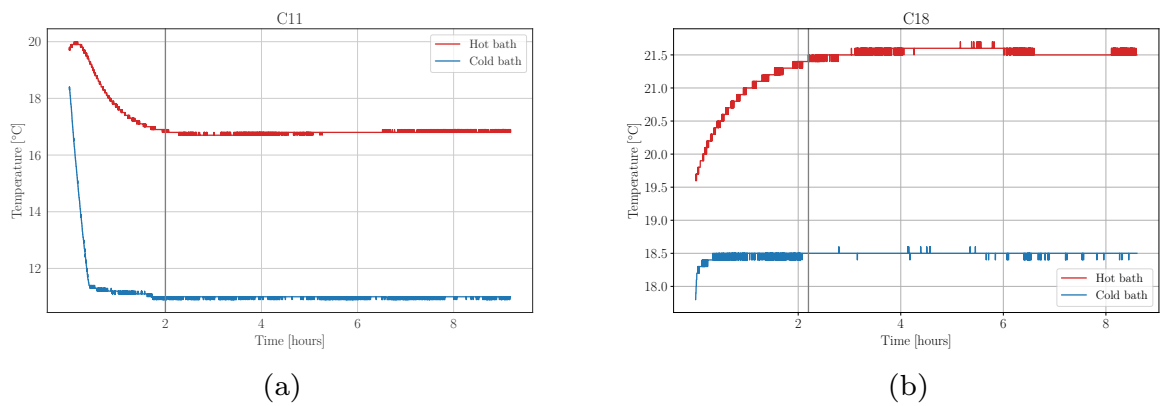 C11
20
18
16
14
12
Temperature [°C]
Hot bath
Cold bath
0
2
4
6
8
Time [hours]
(a)
C18
21.5
21.0
20.5
20.0
19.5
19.0
18.5
18.0
Temperature [°C]
Hot bath
Cold bath
0
2
4
6
8
Time [hours]
(b)